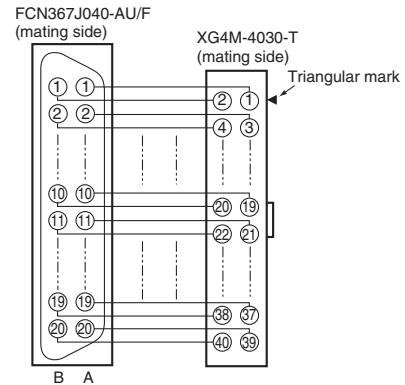 FCN367J040-AU/F
(mating side)
XG4M-4030-T
(mating side)
Triangular mark
1 1
2 1
2 2
4 3
10 10
20 19
11 11
22 21
19 19
38 37
20 20
40 39
B A